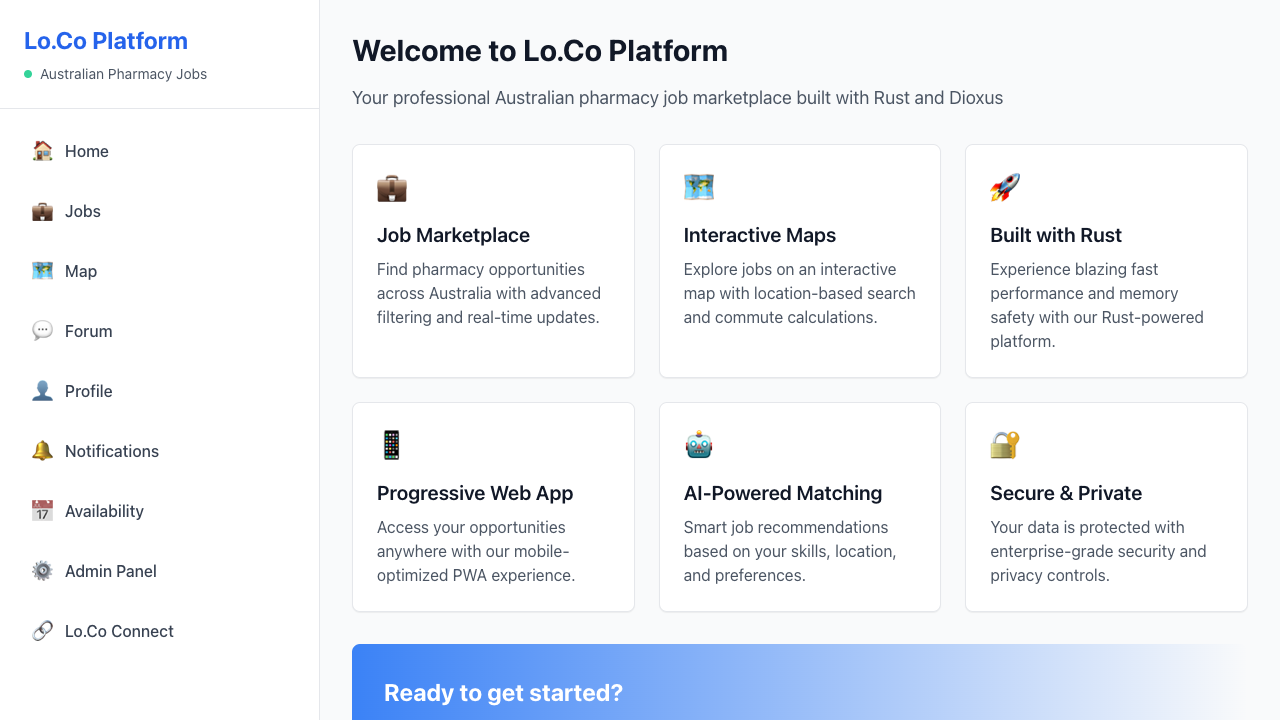 Lo.Co Platform
Australian Pharmacy Jobs
Home
Jobs
Map
Forum
Profile
Notifications
17
Availability
Admin Panel
Lo.Co Connect
Welcome to Lo.Co Platform
Your professional Australian pharmacy job marketplace built with Rust and Dioxus
Job Marketplace
Find pharmacy opportunities
across Australia with advanced
filtering and real-time updates.
Interactive Maps
Explore jobs on an interactive
map with location-based search
and commute calculations.
Built with Rust
Experience blazing fast
performance and memory
safety with our Rust-powered
platform.
Progressive Web App
Access your opportunities
anywhere with our mobile-
optimized PWA experience.
AI-Powered Matching
Smart job recommendations
based on your skills, location,
and preferences.
Secure & Private
Your data is protected with
enterprise-grade security and
privacy controls.
Ready to get started?